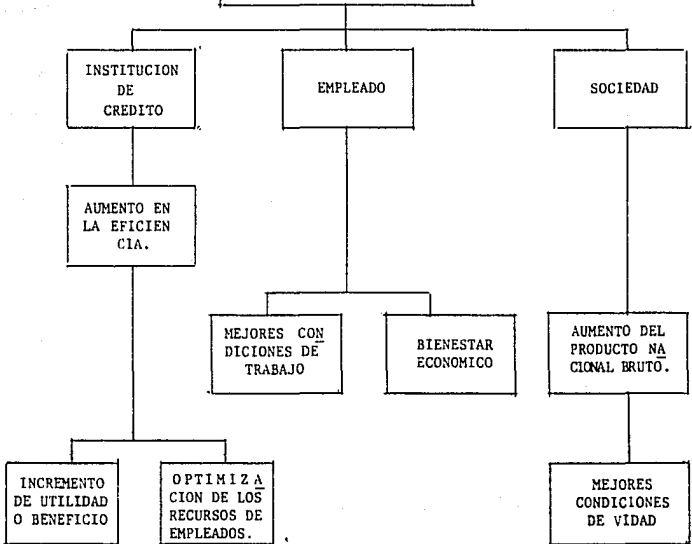 INSTITUCION
DE
CREDITO
EMPLEADO
SOCIEDAD
AUMENTO EN
LA EFICIEN
CIA.
MEJORES CON
DICIONES DE
TRABAJO
BIENESTAR
ECONOMICO
AUMENTO DEL
PRODUCTO NA
CIONAL BRUTO.
INCREMENTO
DE UTILIDAD
O BENEFICIO
OPTIMIZA
CION DE LOS
RECURSOS DE
EMPLEADOS.
MEJORES
CONDICIONES
DE VIDAD